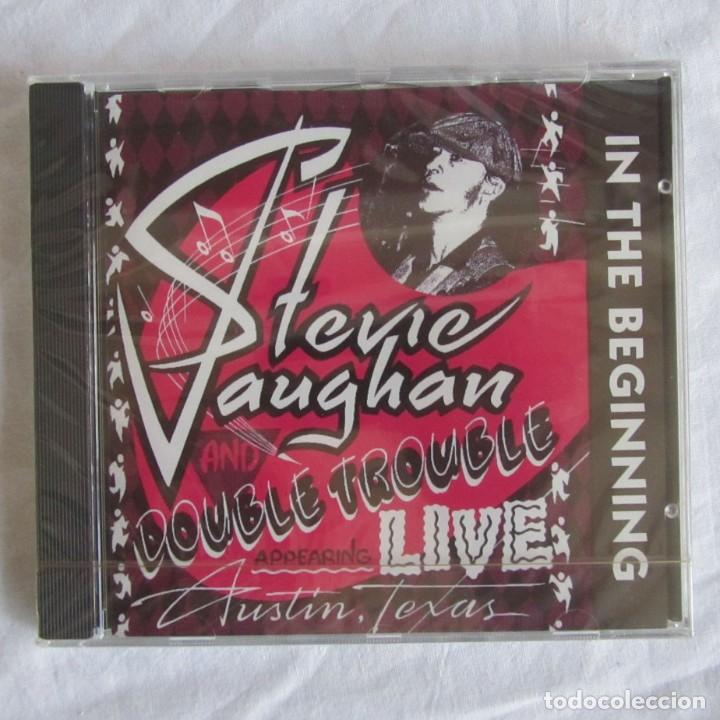 Stevie
Vaughan
AND
DOUBLE TROUBLE
APPEARING LIVE
Austin, Texas
IN THE BEGINNING
todocoleccion